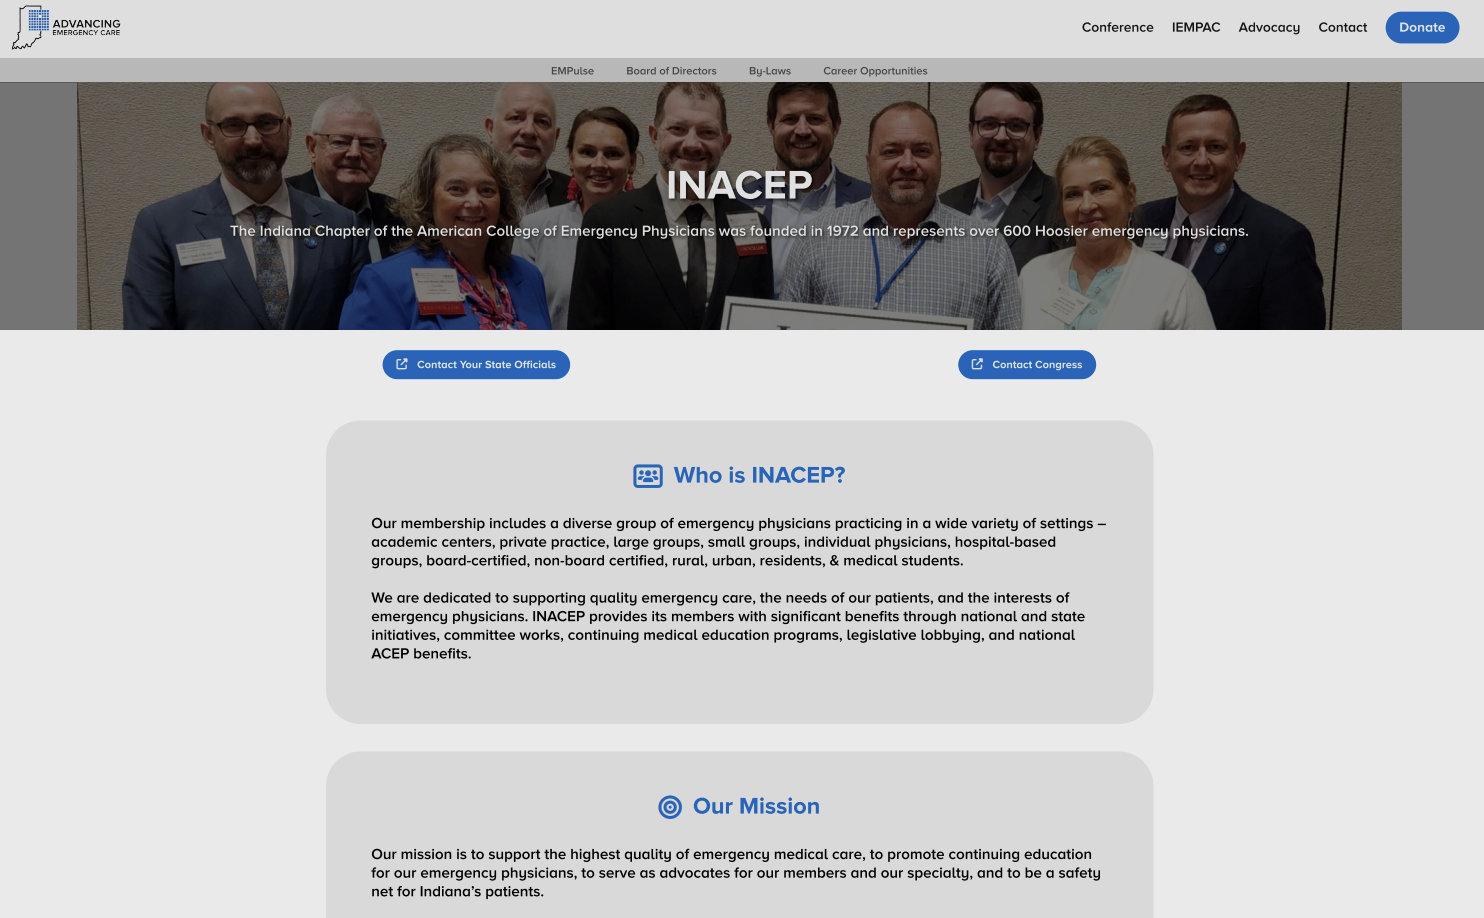 ADVANCING
EMERGENCY CARE
Conference IEMPAC Advocacy Contact Donate
EMPulse Board of Directors By-Laws Career Opportunities
INACEP
The Indiana Chapter of the American College of Emergency Physicians was founded in 1972 and represents over 600 Hoosier emergency physicians.
Contact Your State Officials Contact Congress
Who is INACEP?
Our membership includes a diverse group of emergency physicians practicing in a wide variety of settings –
academic centers, private practice, large groups, small groups, individual physicians, hospital-based
groups, board-certified, non-board certified, rural, urban, residents, & medical students.
We are dedicated to supporting quality emergency care, the needs of our patients, and the interests of
emergency physicians. INACEP provides its members with significant benefits through national and state
initiatives, committee works, continuing medical education programs, legislative lobbying, and national
ACEP benefits.
Our Mission
Our mission is to support the highest quality of emergency medical care, to promote continuing education
for our emergency physicians, to serve as advocates for our members and our specialty, and to be a safety
net for Indiana's patients.